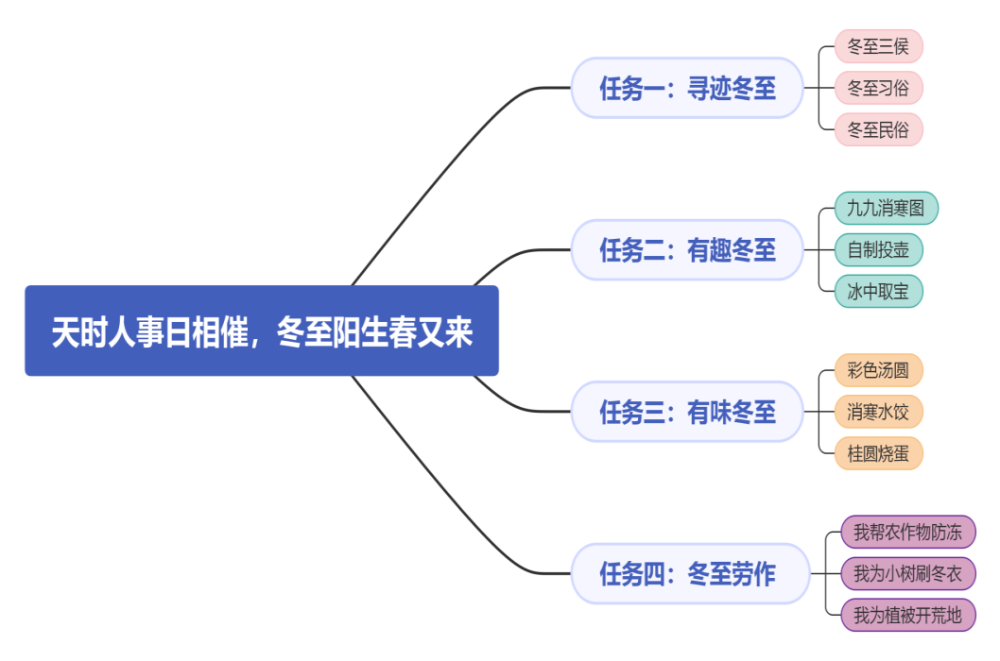 天时人事日相催，冬至阳生春又来
任务一：寻迹冬至
冬至三侯
冬至习俗
冬至民俗
任务二：有趣冬至
九九消寒图
自制投壶
冰中取宝
任务三：有味冬至
彩色汤圆
消寒水饺
桂圆烧蛋
任务四：冬至劳作
我帮农作物防冻
我为小树刷冬衣
我为植被开荒地